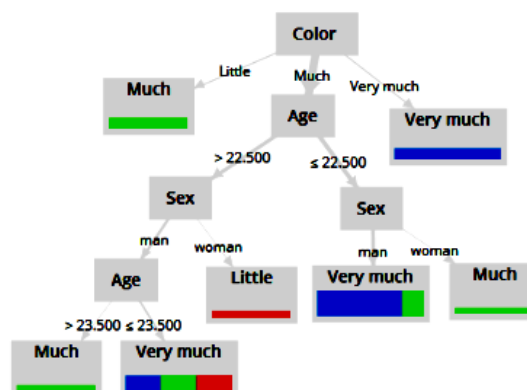 Color
Little
Much
Very much
Much
Age
Very much
> 22.500
≤ 22.500
Sex
Sex
man
woman
man
woman
Age
Little
Very much
Much
> 23.500 ≤ 23.500
Much
Very much